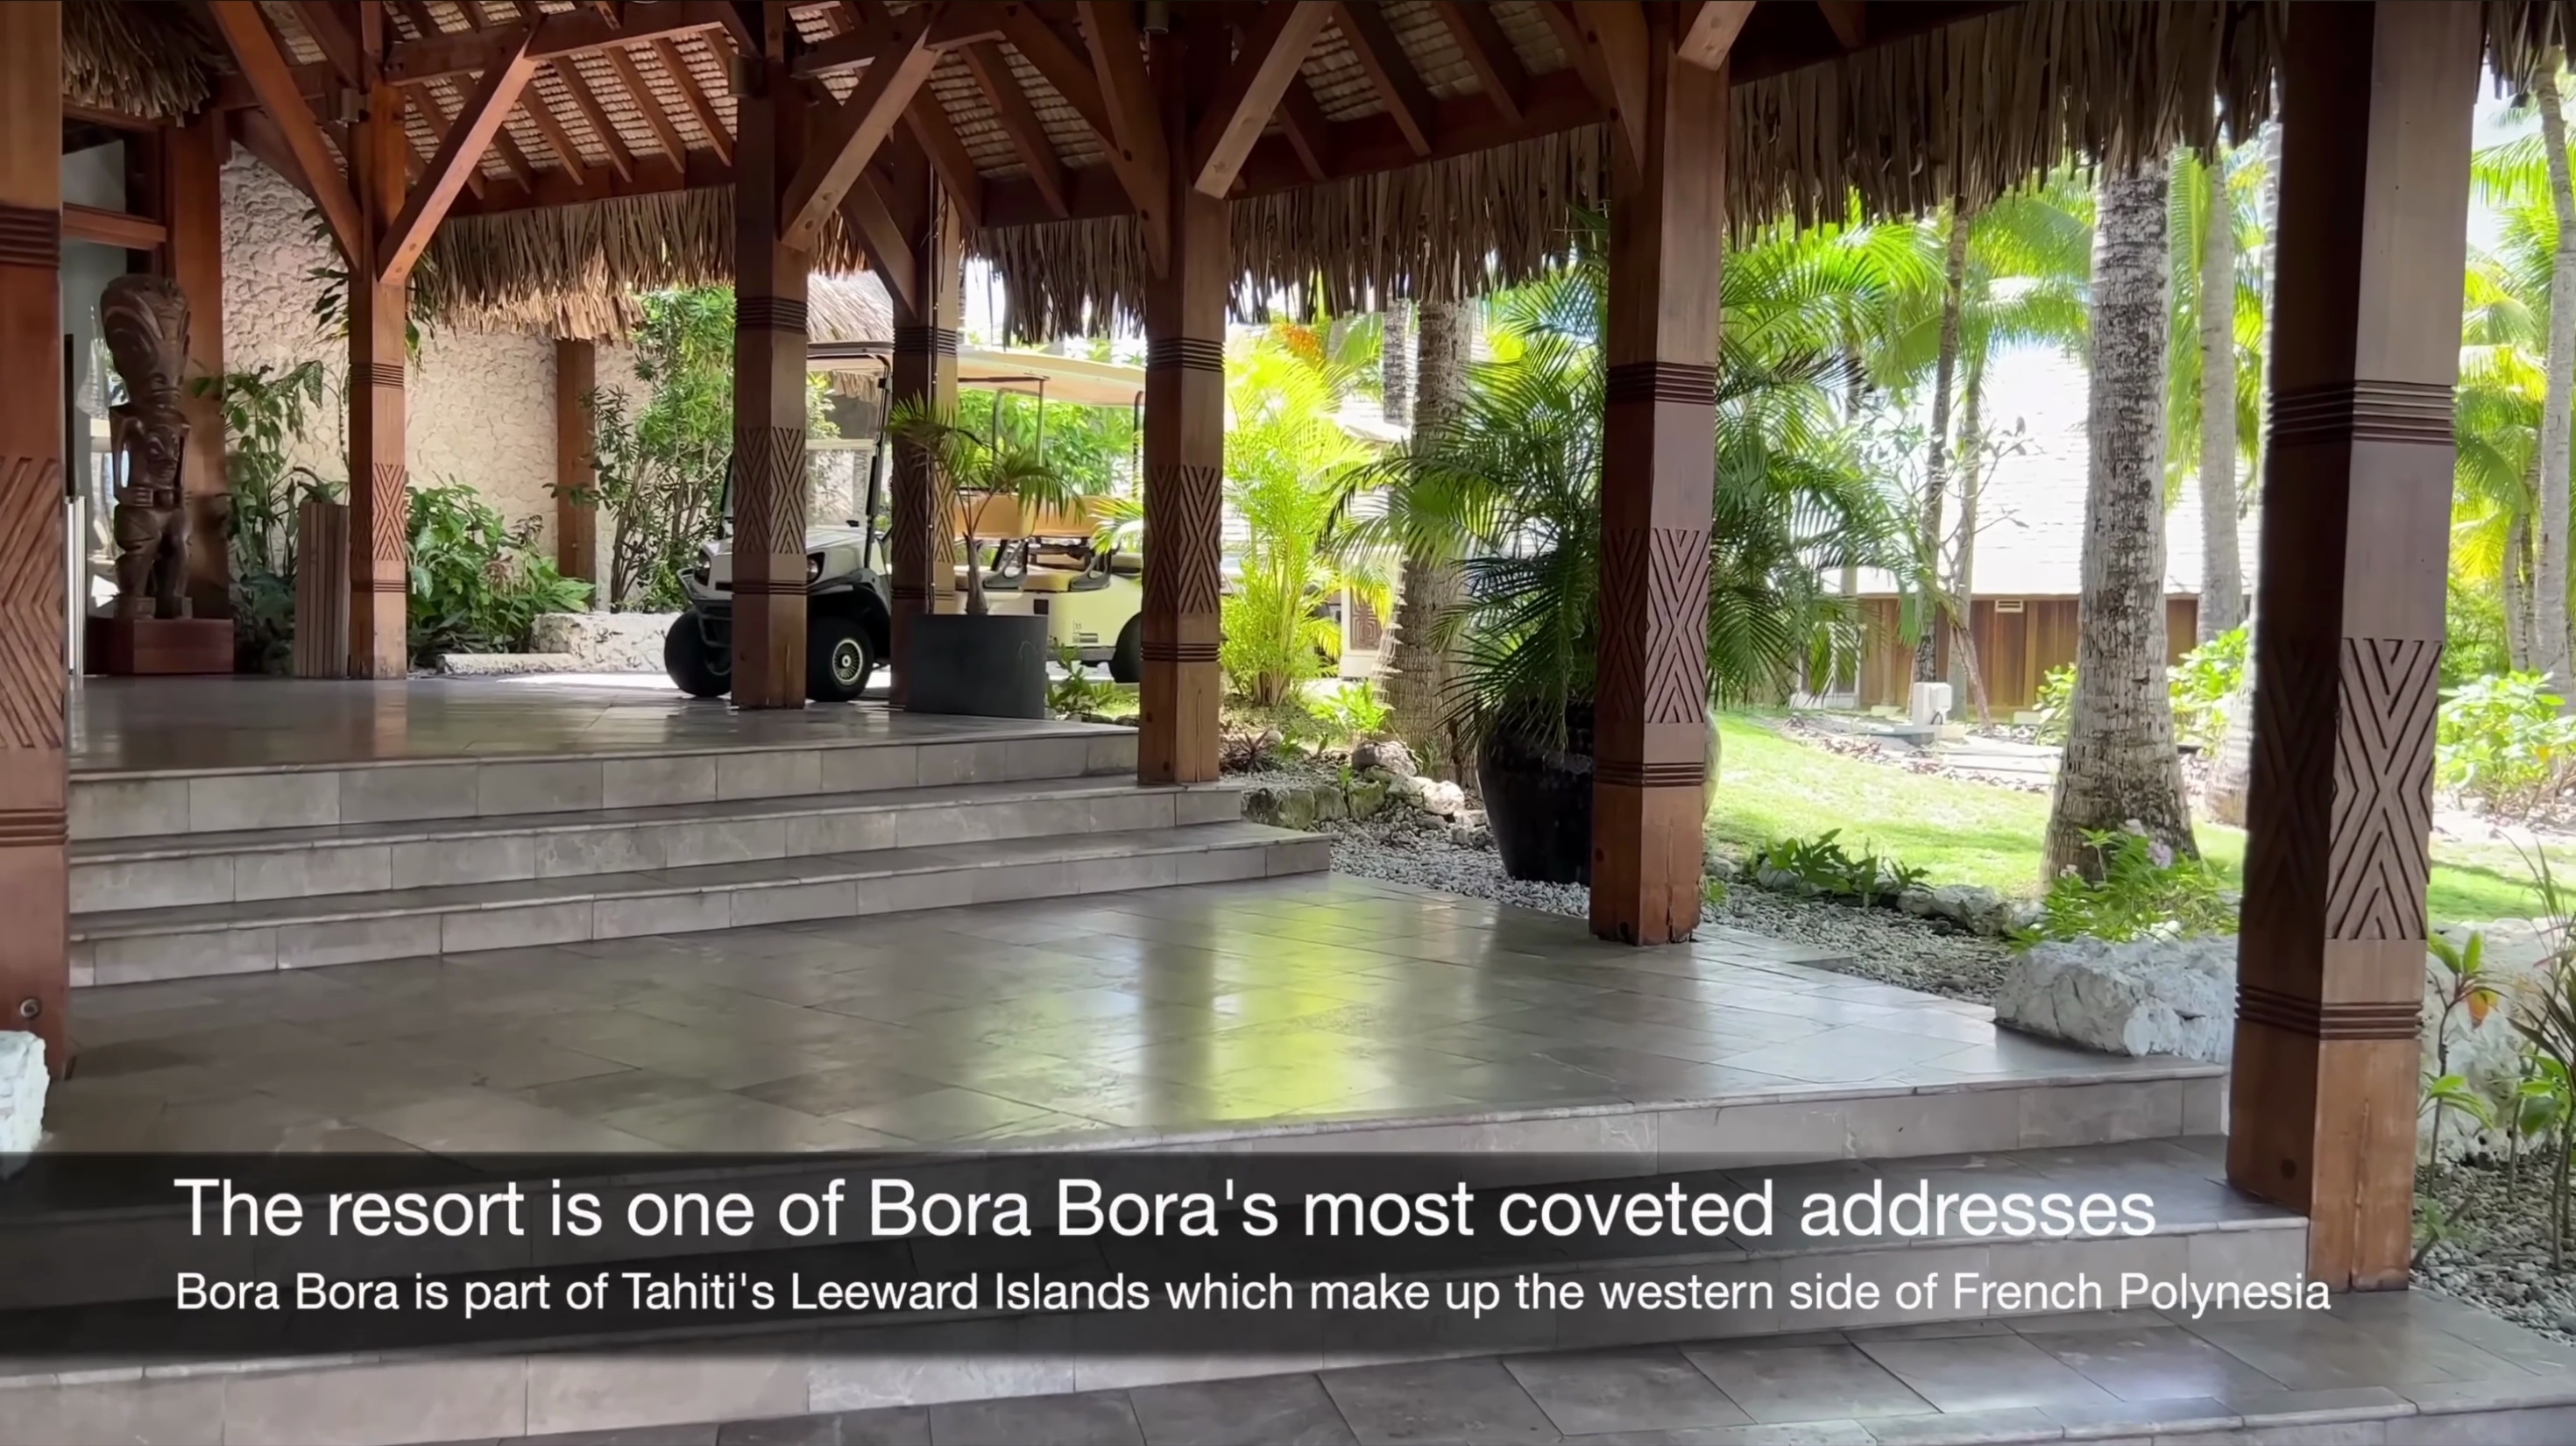 The resort is one of Bora Bora's most coveted addresses
Bora Bora is part of Tahiti's Leeward Islands which make up the western side of French Polynesia